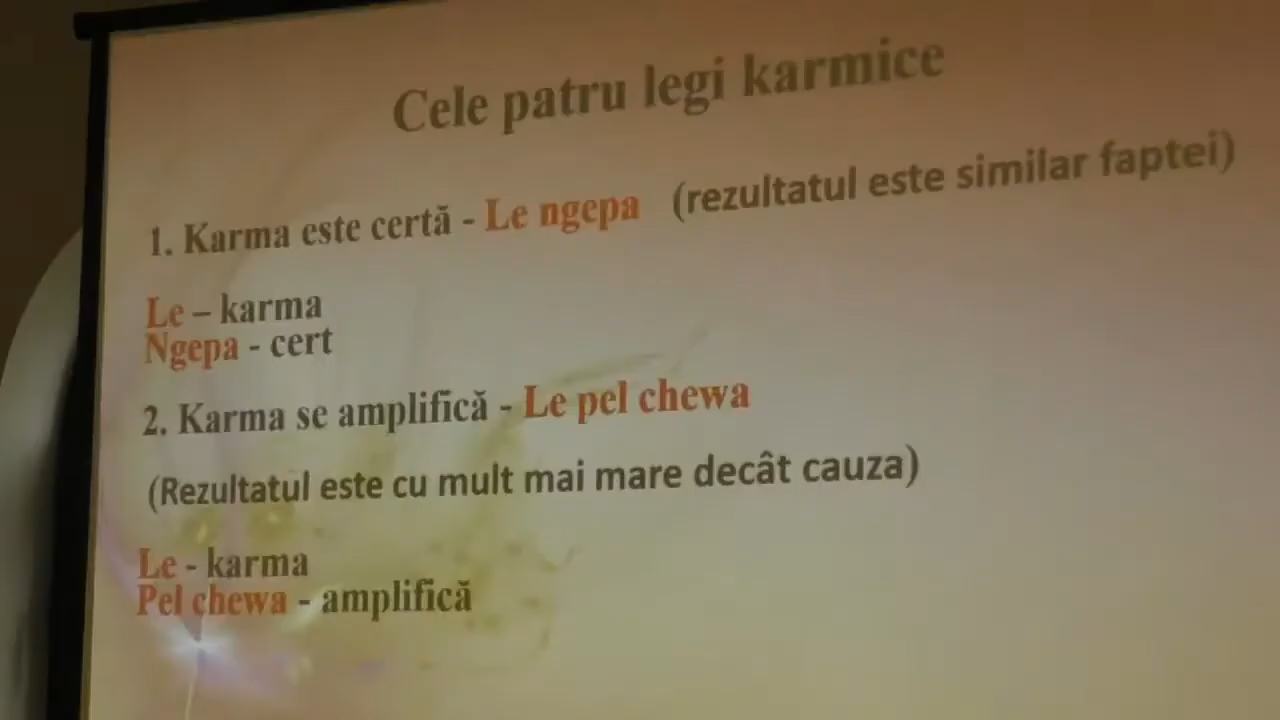 Cele patru legi karmice
1. Karma este certă - Le ngepa (rezultatul este similar faptei)
Le – karma
Ngepa - cert
2. Karma se amplifică - Le pel chewa
(Rezultatul este cu mult mai mare decât cauza)
Le - karma
Pel chewa - amplifică